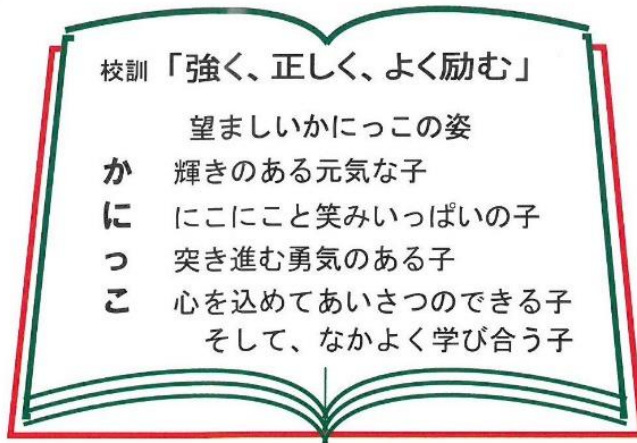 校訓 「強く、正しく、よく励む」
望ましいかにっこの姿
か 輝きのある元気な子
に にこにこと笑みいっぱいの子
っ 突き進む勇気のある子
こ 心を込めてあいさつのできる子
そして、なかよく学び合う子